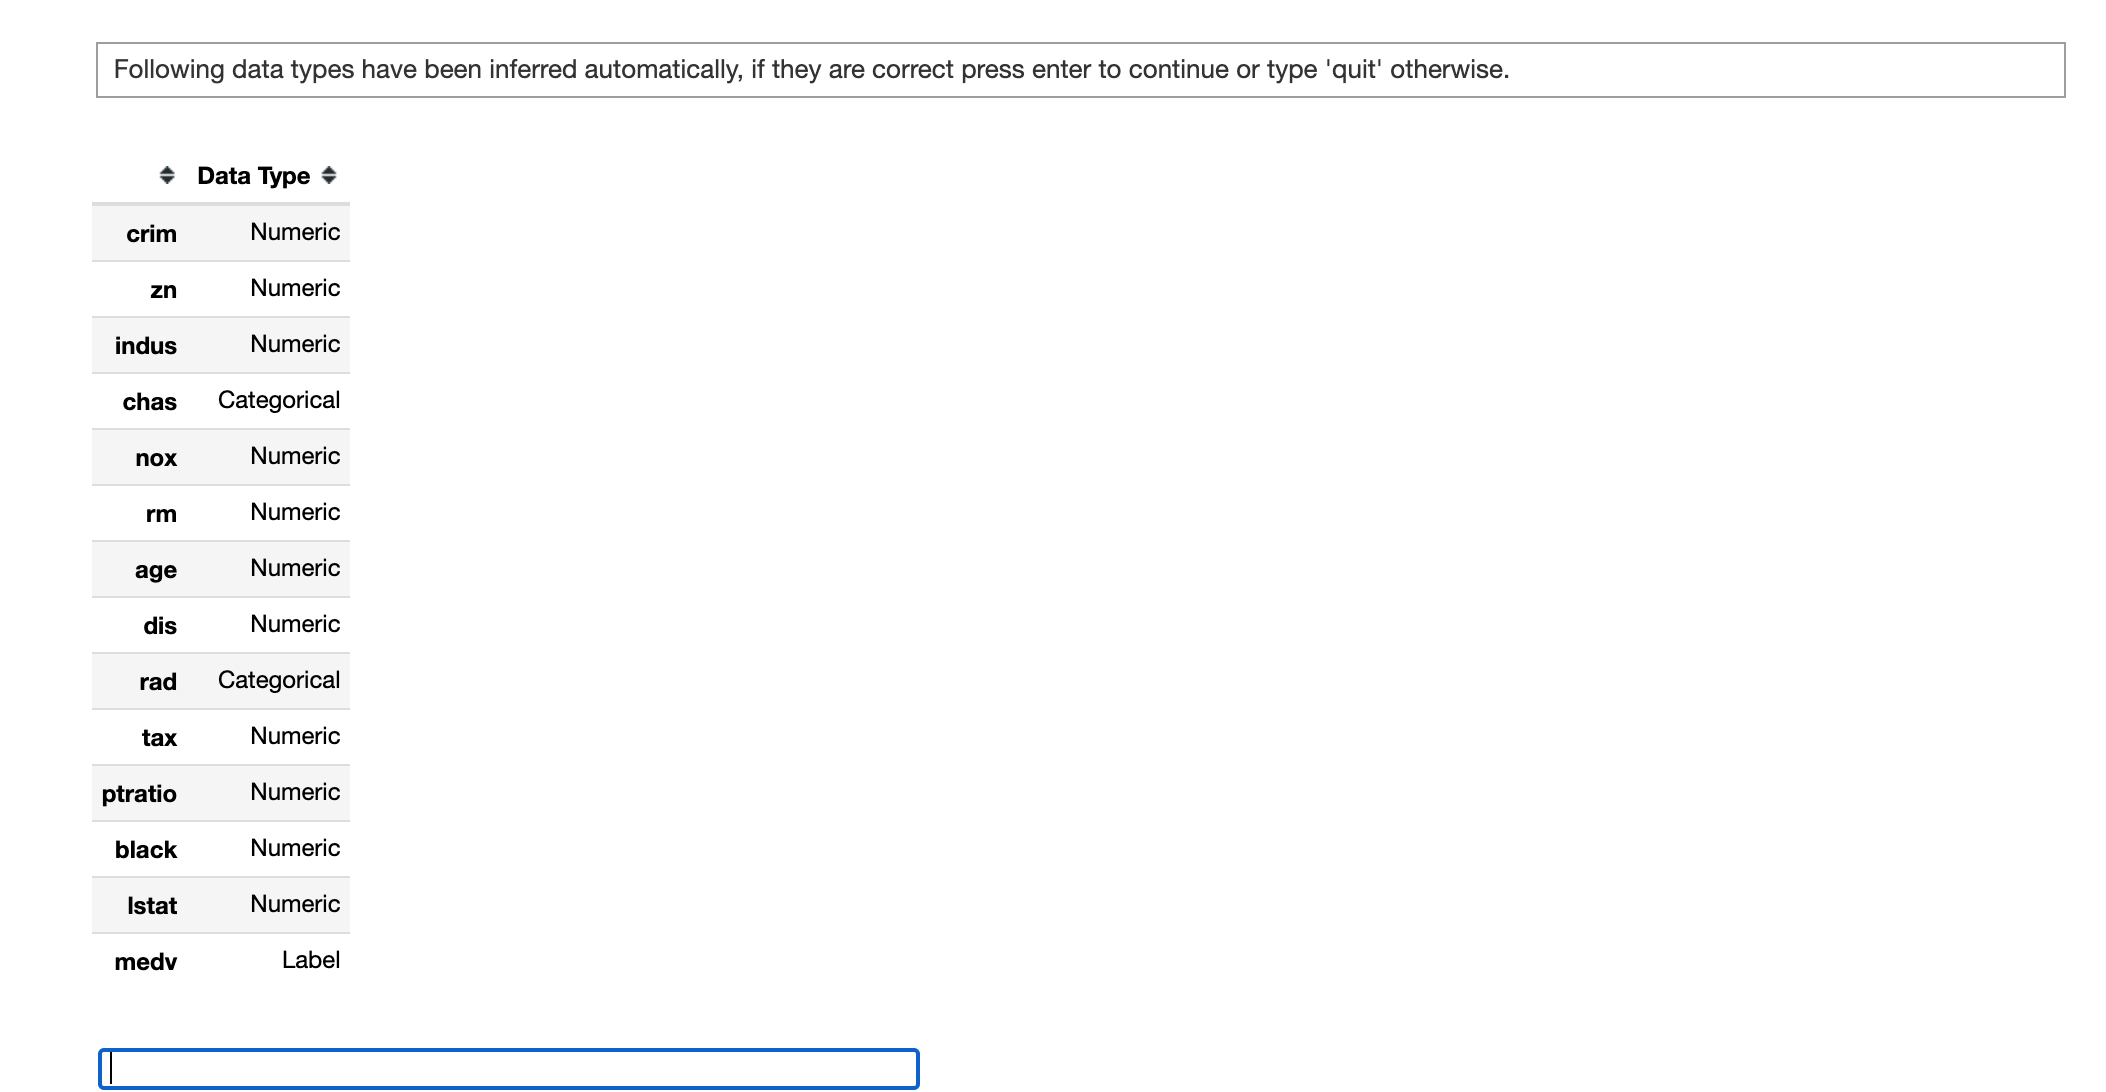 Following data types have been inferred automatically, if they are correct press enter to continue or type 'quit' otherwise.
Data Type
crim Numeric
zn Numeric
indus Numeric
chas Categorical
nox Numeric
rm Numeric
age Numeric
dis Numeric
rad Categorical
tax Numeric
ptratio Numeric
black Numeric
lstat Numeric
medv Label